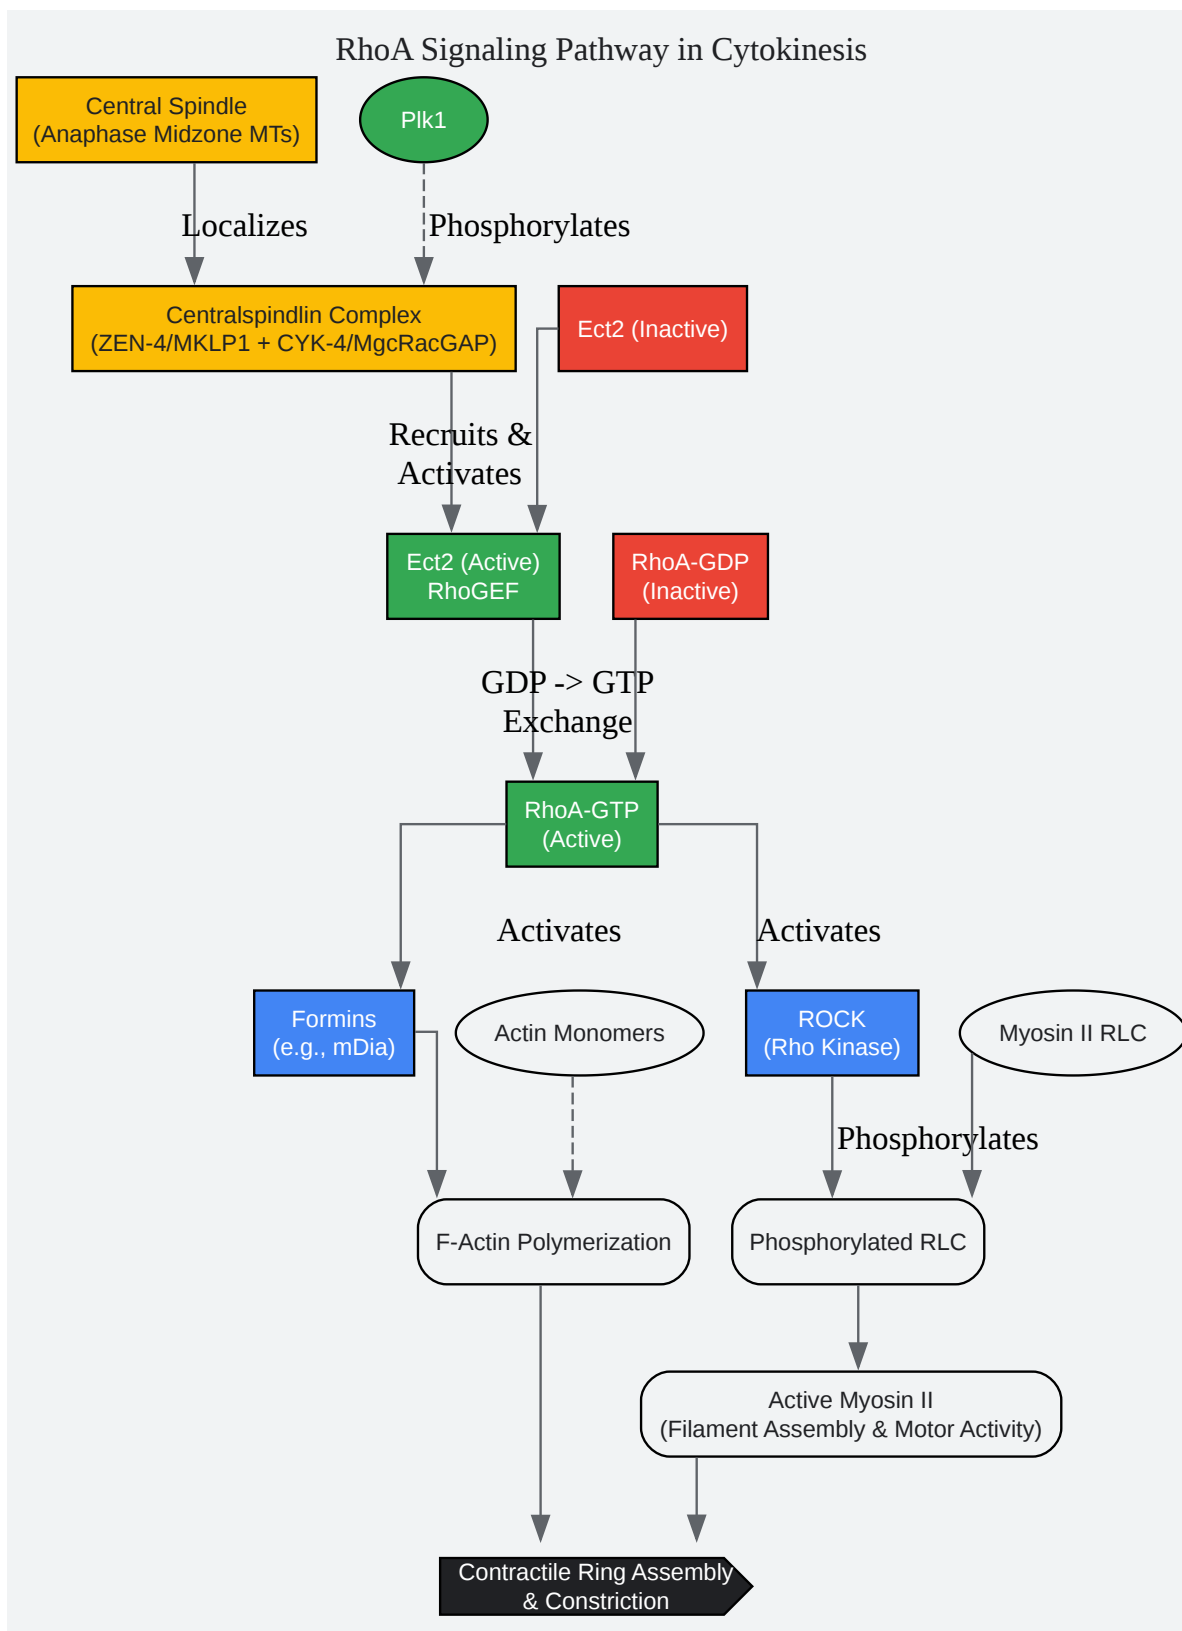 RhoA Signaling Pathway in Cytokinesis
Central Spindle
(Anaphase Midzone MTs)
Plk1
Localizes
Phosphorylates
Centralspindlin Complex
(ZEN-4/MKLP1 + CYK-4/MgcRacGAP)
Ect2 (Inactive)
Recruits &
Activates
Ect2 (Active)
RhoGEF
RhoA-GDP
(Inactive)
GDP -> GTP
Exchange
RhoA-GTP
(Active)
Activates
Activates
Formins
(e.g., mDia)
Actin Monomers
ROCK
(Rho Kinase)
Myosin II RLC
Phosphorylates
F-Actin Polymerization
Phosphorylated RLC
Active Myosin II
(Filament Assembly & Motor Activity)
Contractile Ring Assembly
& Constriction